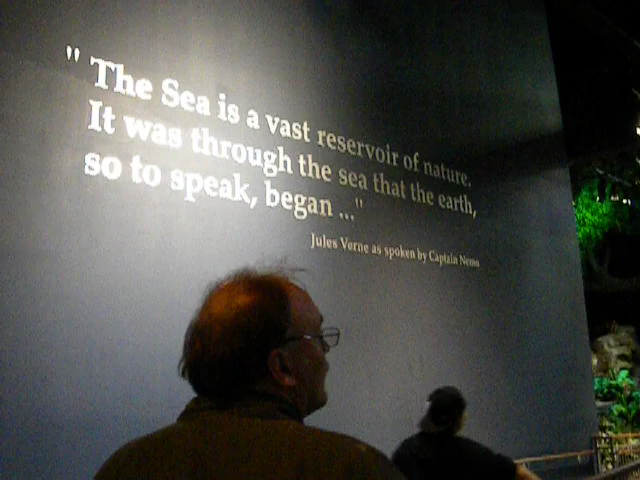 " The Sea is a vast reservoir of nature.
It was through the sea that the earth,
so to speak, began ..."
Jules Verne as spoken by Captain Nemo